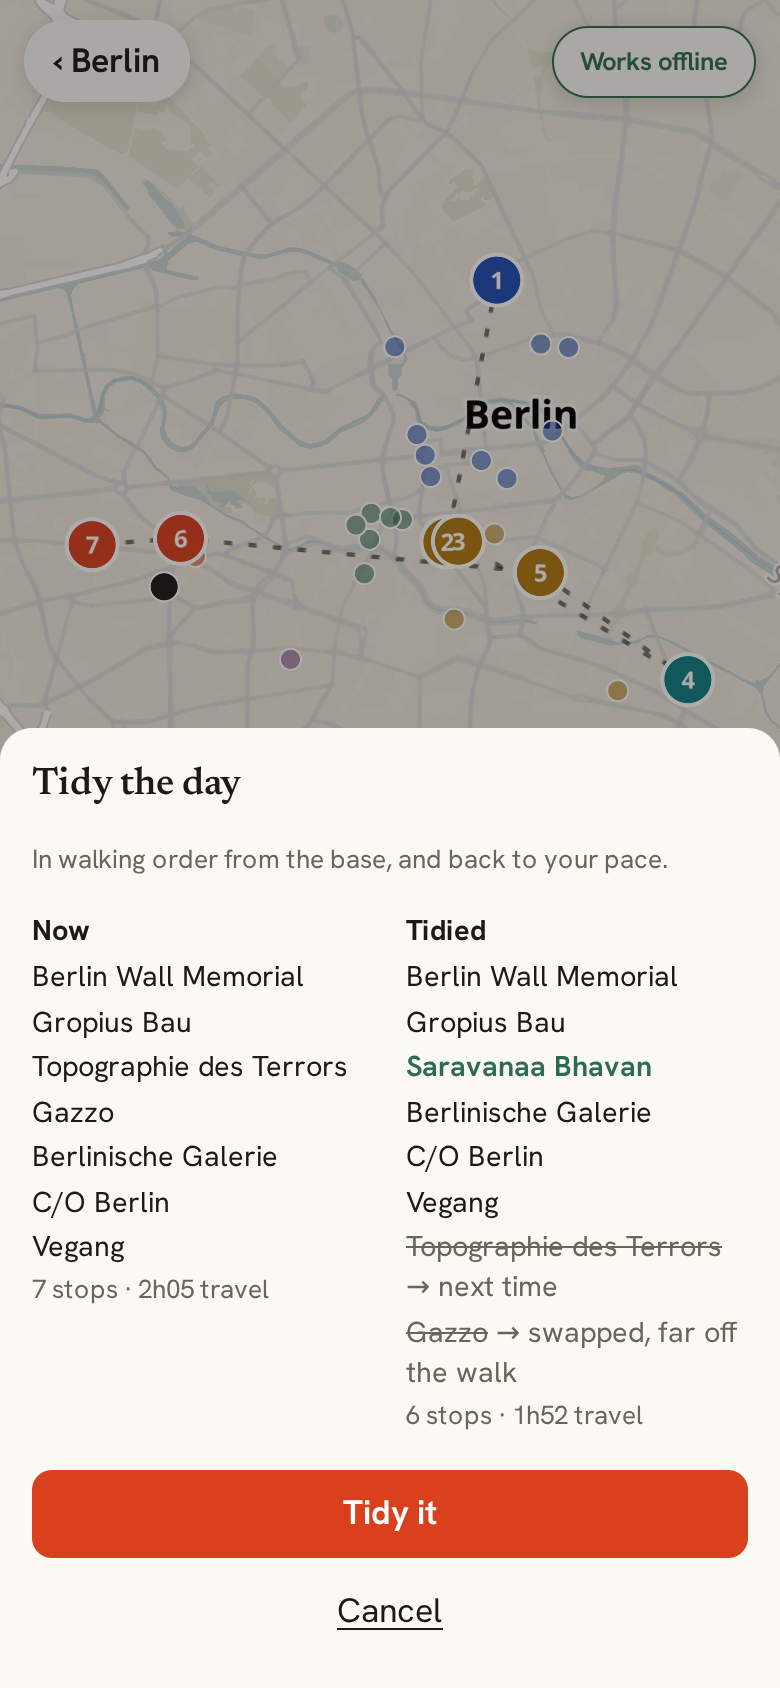 ‹ Berlin
Works offline
1
Berlin
7
6
23
5
4
Tidy the day
In walking order from the base, and back to your pace.
Now
Berlin Wall Memorial
Gropius Bau
Topographie des Terrors
Gazzo
Berlinische Galerie
C/O Berlin
Vegang
7 stops · 2h05 travel
Tidied
Berlin Wall Memorial
Gropius Bau
Saravanaa Bhavan
Berlinische Galerie
C/O Berlin
Vegang
Topographie des Terrors
→ next time
Gazzo → swapped, far off
the walk
6 stops · 1h52 travel
Tidy it
Cancel